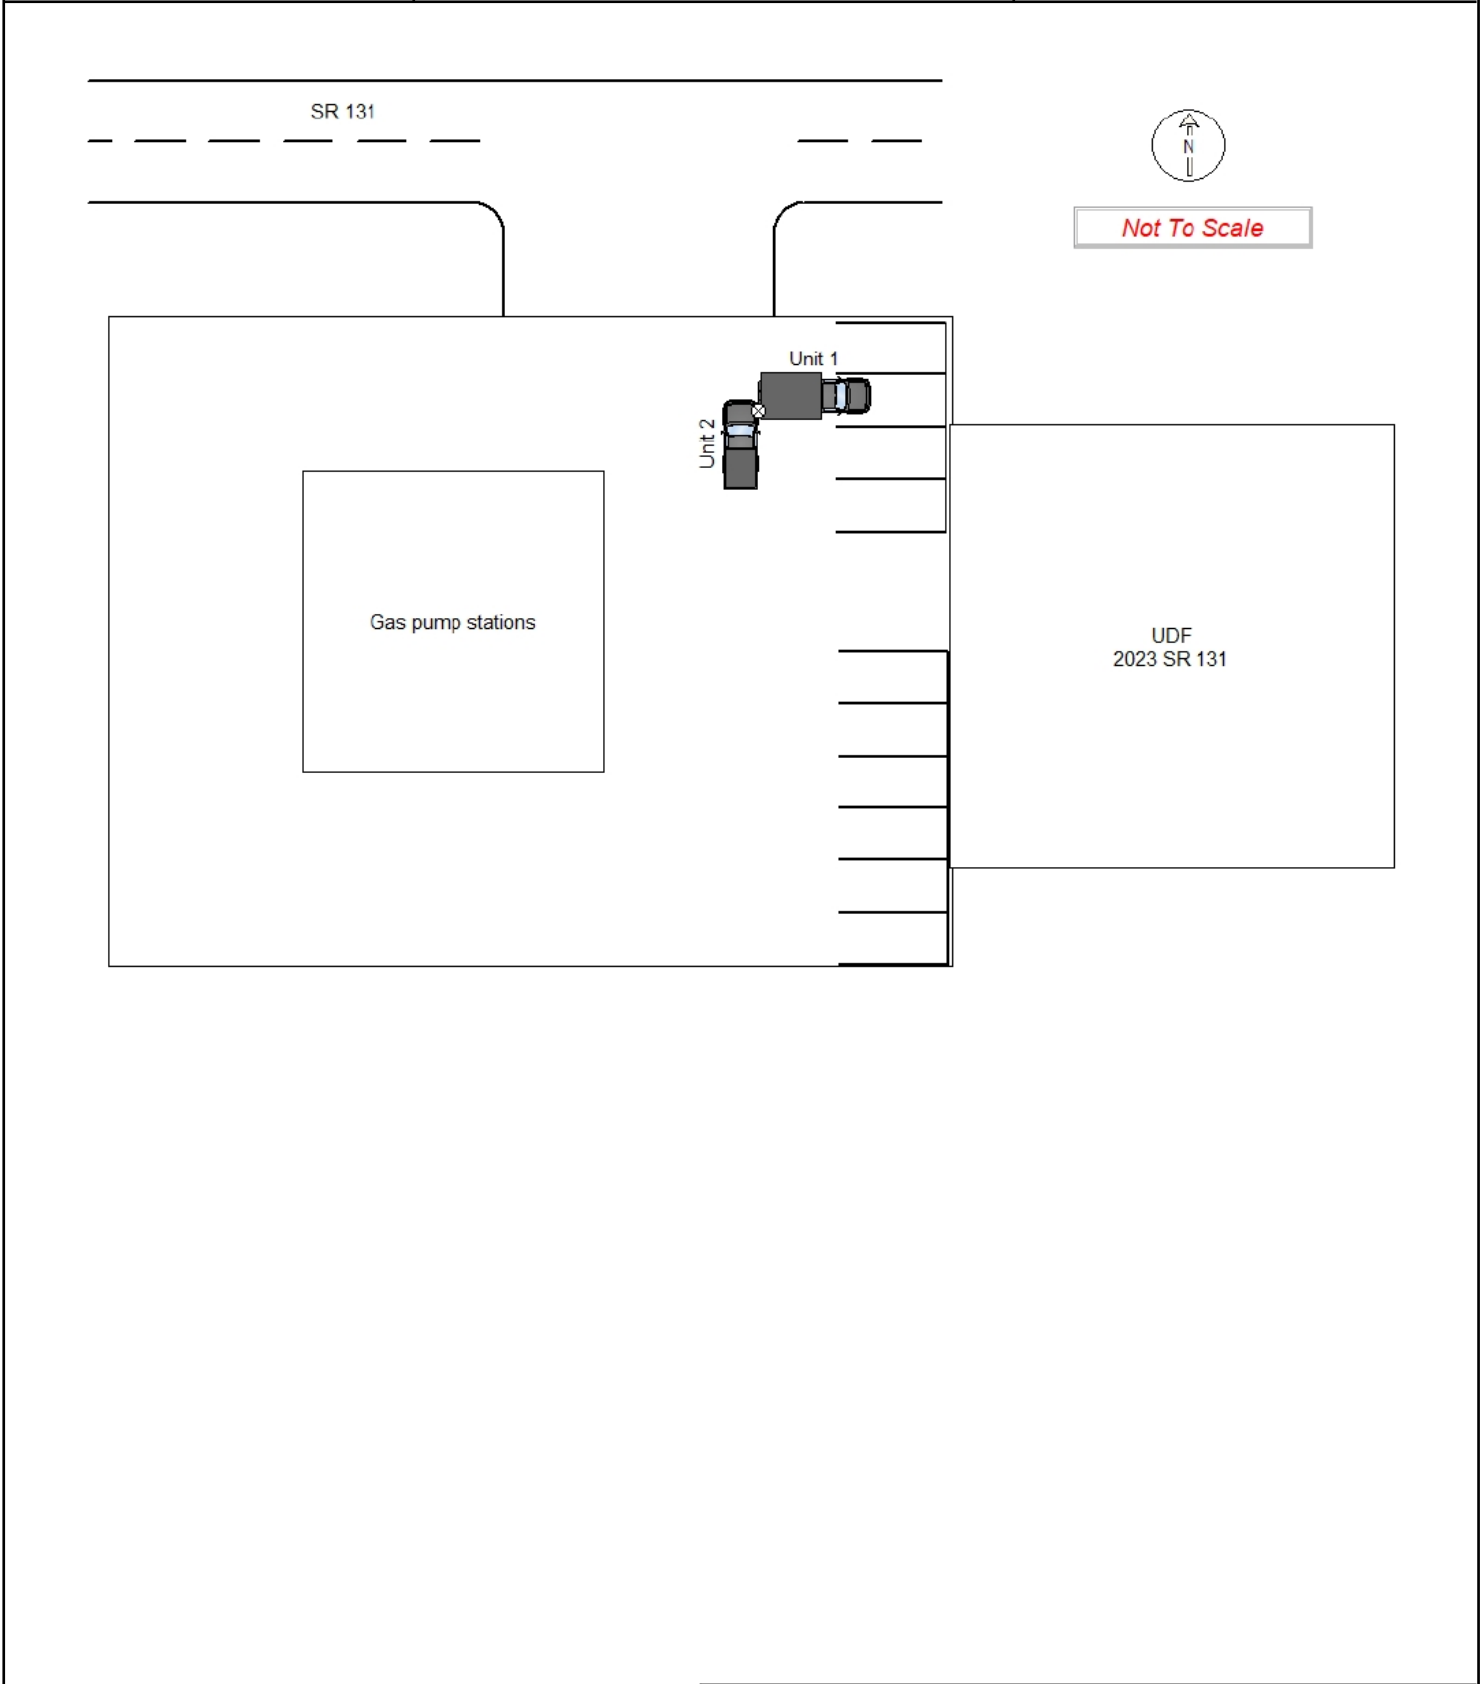 SR 131
N
Not To Scale
Unit 1
Unit 2
Gas pump stations
UDF
2023 SR 131